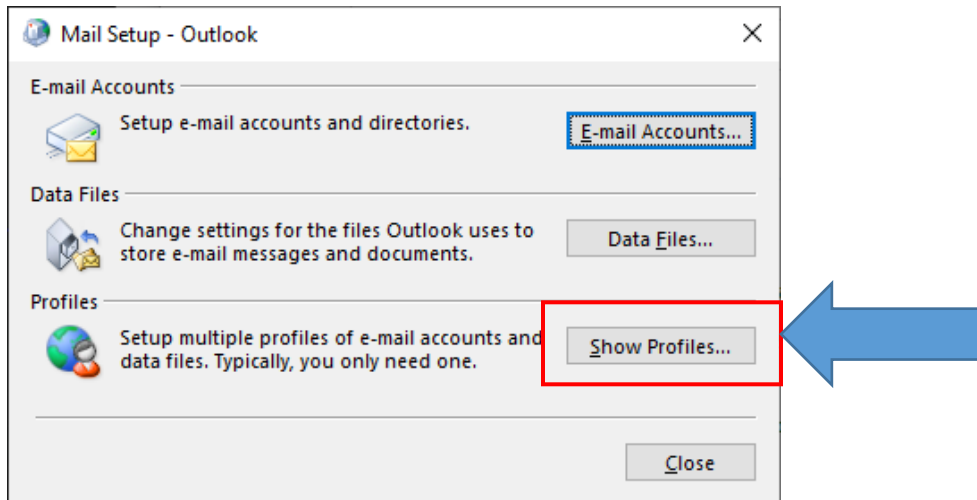 Mail Setup - Outlook
E-mail Accounts
Setup e-mail accounts and directories.
E-mail Accounts...
Data Files
Change settings for the files Outlook uses to
store e-mail messages and documents.
Data Files...
Profiles
Setup multiple profiles of e-mail accounts and
data files. Typically, you only need one.
Show Profiles...
Close